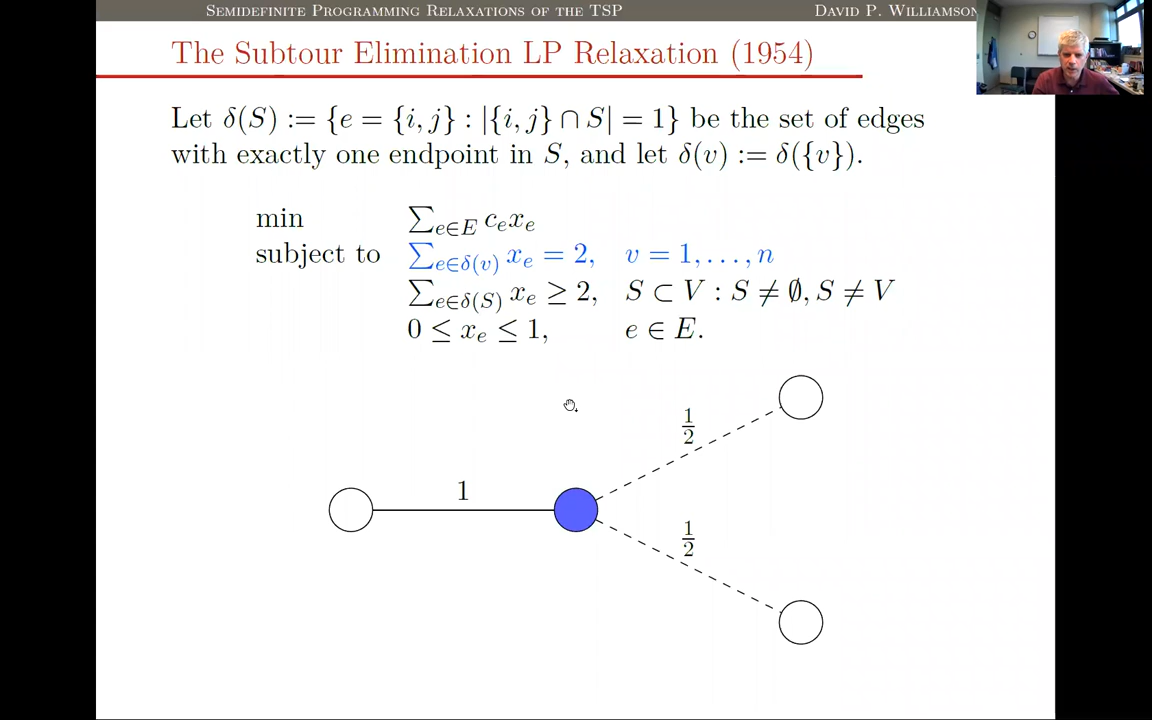 SEMIDEFINITE PROGRAMMING RELAXATIONS OF THE TSP DAVID P. WILLIAMSON
The Subtour Elimination LP Relaxation (1954)
Let δ(S) := {e = {i, j} : |{i, j} ∩ S| = 1} be the set of edges
with exactly one endpoint in S, and let δ(v) := δ({v}).
min ∑_{e∈E} c_e x_e
subject to ∑_{e∈δ(v)} x_e = 2, v = 1, . . . , n
∑_{e∈δ(S)} x_e ≥ 2, S ⊂ V : S ≠ ∅, S ≠ V
0 ≤ x_e ≤ 1, e ∈ E.
1/2
1
1/2